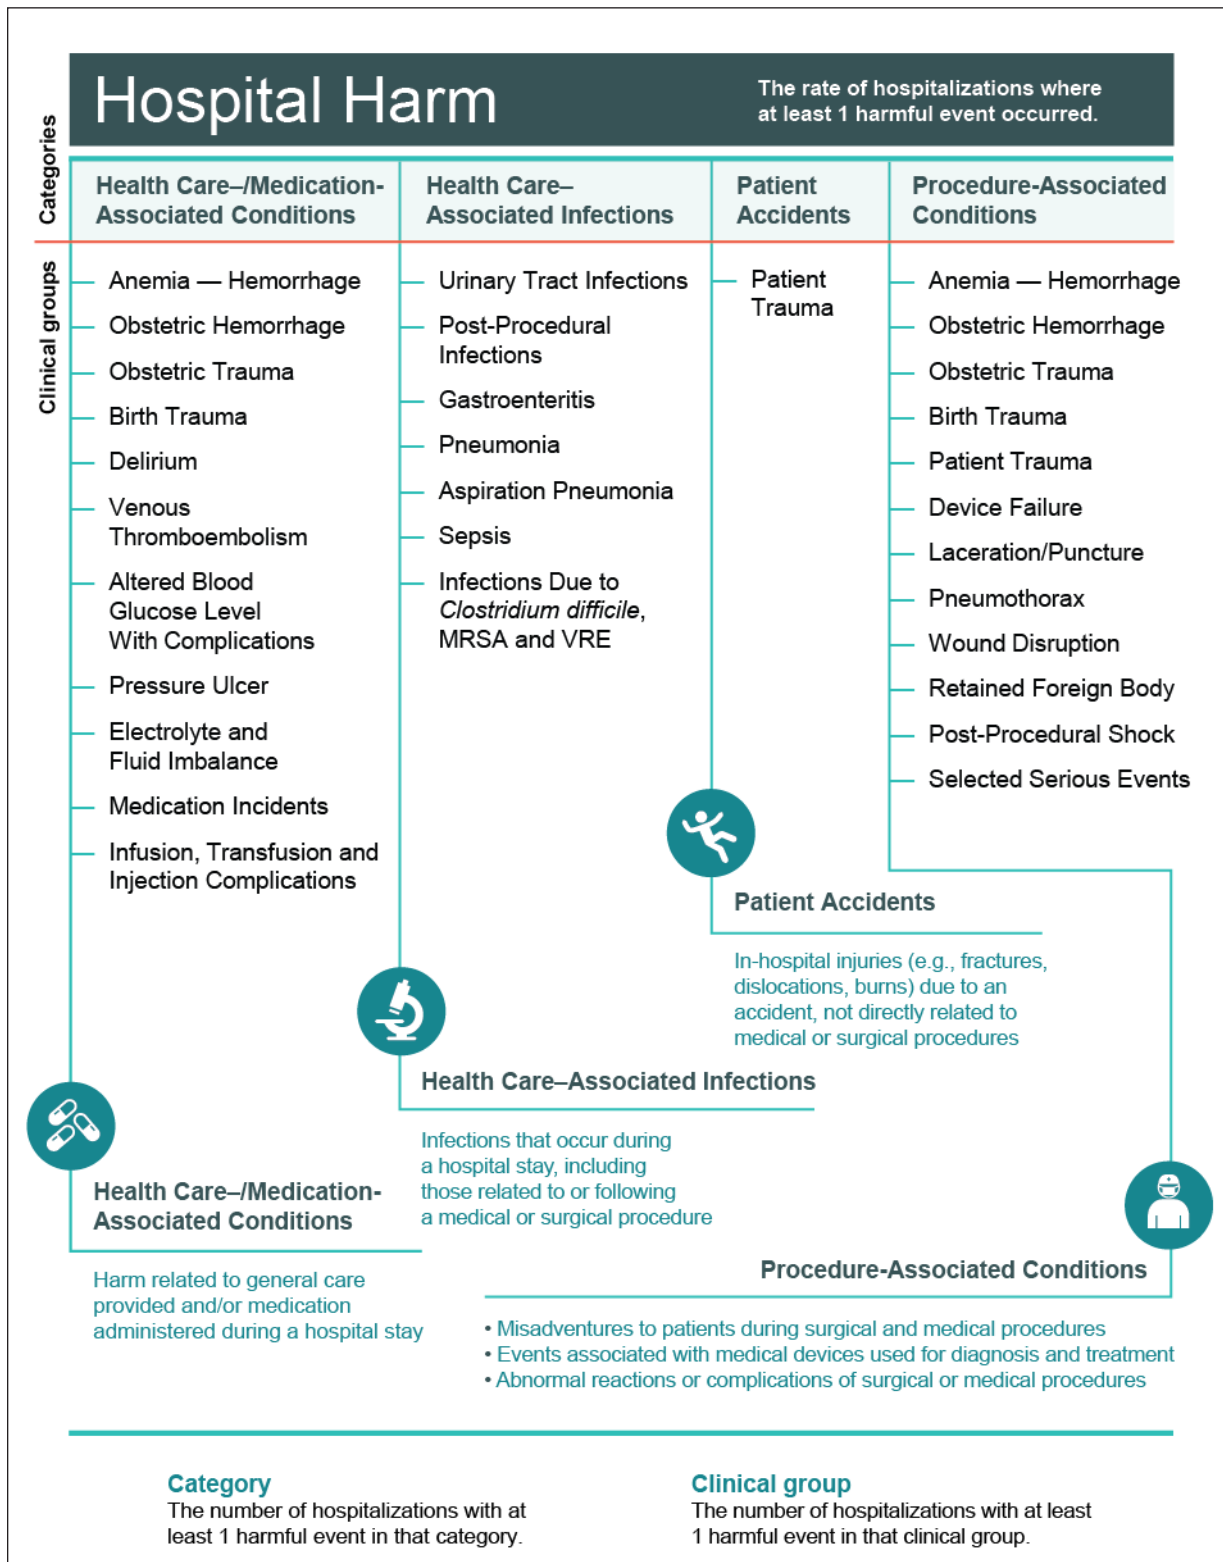 Hospital Harm
The rate of hospitalizations where
at least 1 harmful event occurred.
Categories
Health Care–/Medication-
Associated Conditions
Health Care–
Associated Infections
Patient
Accidents
Procedure-Associated
Conditions
Clinical groups
Anemia — Hemorrhage
Obstetric Hemorrhage
Obstetric Trauma
Birth Trauma
Delirium
Venous
Thromboembolism
Altered Blood
Glucose Level
With Complications
Pressure Ulcer
Electrolyte and
Fluid Imbalance
Medication Incidents
Infusion, Transfusion and
Injection Complications
Urinary Tract Infections
Post-Procedural
Infections
Gastroenteritis
Pneumonia
Aspiration Pneumonia
Sepsis
Infections Due to
Clostridium difficile,
MRSA and VRE
Patient
Trauma
Anemia — Hemorrhage
Obstetric Hemorrhage
Obstetric Trauma
Birth Trauma
Patient Trauma
Device Failure
Laceration/Puncture
Pneumothorax
Wound Disruption
Retained Foreign Body
Post-Procedural Shock
Selected Serious Events
Patient Accidents
In-hospital injuries (e.g., fractures,
dislocations, burns) due to an
accident, not directly related to
medical or surgical procedures
Health Care–Associated Infections
Infections that occur during
a hospital stay, including
those related to or following
a medical or surgical procedure
Health Care–/Medication-
Associated Conditions
Harm related to general care
provided and/or medication
administered during a hospital stay
Procedure-Associated Conditions
• Misadventures to patients during surgical and medical procedures
• Events associated with medical devices used for diagnosis and treatment
• Abnormal reactions or complications of surgical or medical procedures
Category
The number of hospitalizations with at
least 1 harmful event in that category.
Clinical group
The number of hospitalizations with at least
1 harmful event in that clinical group.